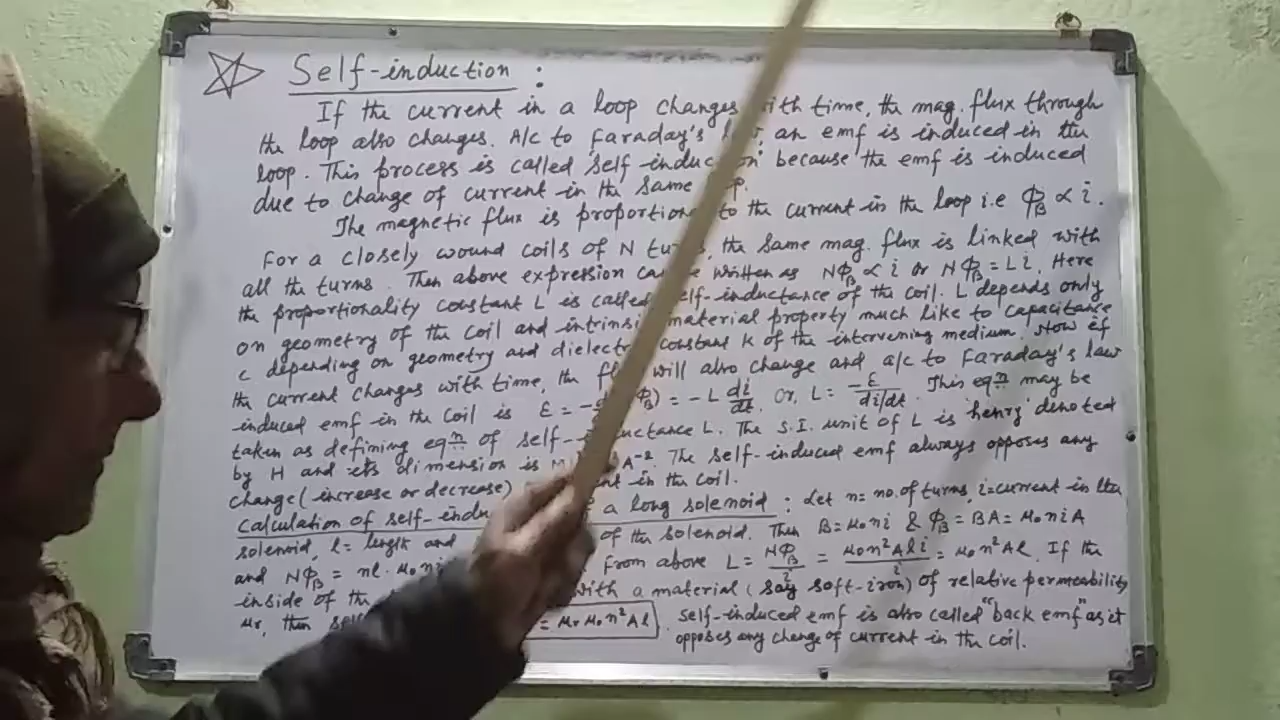 Self-induction :
If the current in a loop changes with time, the mag. flux through
the loop also changes. A/c to Faraday's law, an emf is induced in the
loop. This process is called self induction because the emf is induced
due to change of current in the same
The magnetic flux is proportional to the current in the loop i.e Φ_B ∝ i.
For a closely wound coils of N turns, the same mag. flux is linked with
all the turns. Then above expression can be written as NΦ_B ∝ i or NΦ_B = Li. Here
the proportionality constant L is called self-inductance of the coil. L depends only
on geometry of the coil and intrinsic material property much like to capacitance
c depending on geometry and dielectric constant K of the intervening medium. Now if
the current changes with time, the flux will also change and a/c to Faraday's law
induced emf in the coil is ε = - Φ_B) = -L di/dt. or, L = -ε / di/dt. This eqn may be
taken as defining eqn of self-inductance L. The S.I. unit of L is 'henry' denoted
by H and its dimension is M A⁻². The self-induced emf always opposes any
change (increase or decrease) in the coil.
Calculation of self-indu a long solenoid : Let n = no. of turns, i = current in the
solenoid, l = length and of the solenoid. Then B = μ₀ni & Φ_B = BA = μ₀niA
and NΦ_B = nl·μ₀ni From above L = NΦ_B / i = μ₀n²Ali / i = μ₀n²Al. If the
inside of the with a material (say soft-iron) of relative permeability
μr, then = μrμ₀n²Al . Self-induced emf is also called "back emf" as it
opposes any change of current in the coil.